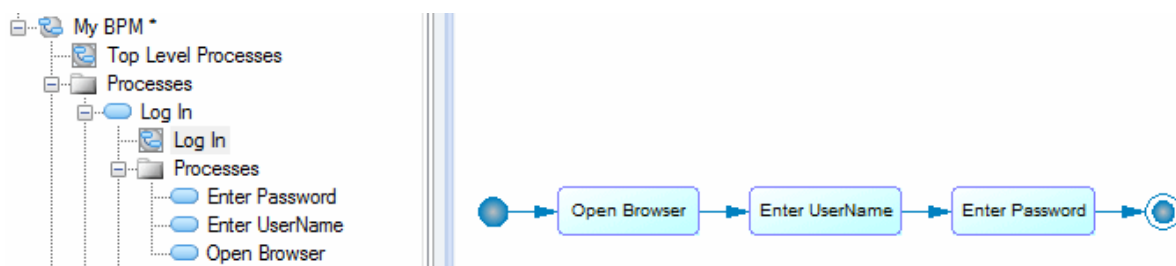 My BPM *
Top Level Processes
Processes
Log In
Log In
Processes
Enter Password
Enter UserName
Open Browser
Open Browser
Enter UserName
Enter Password